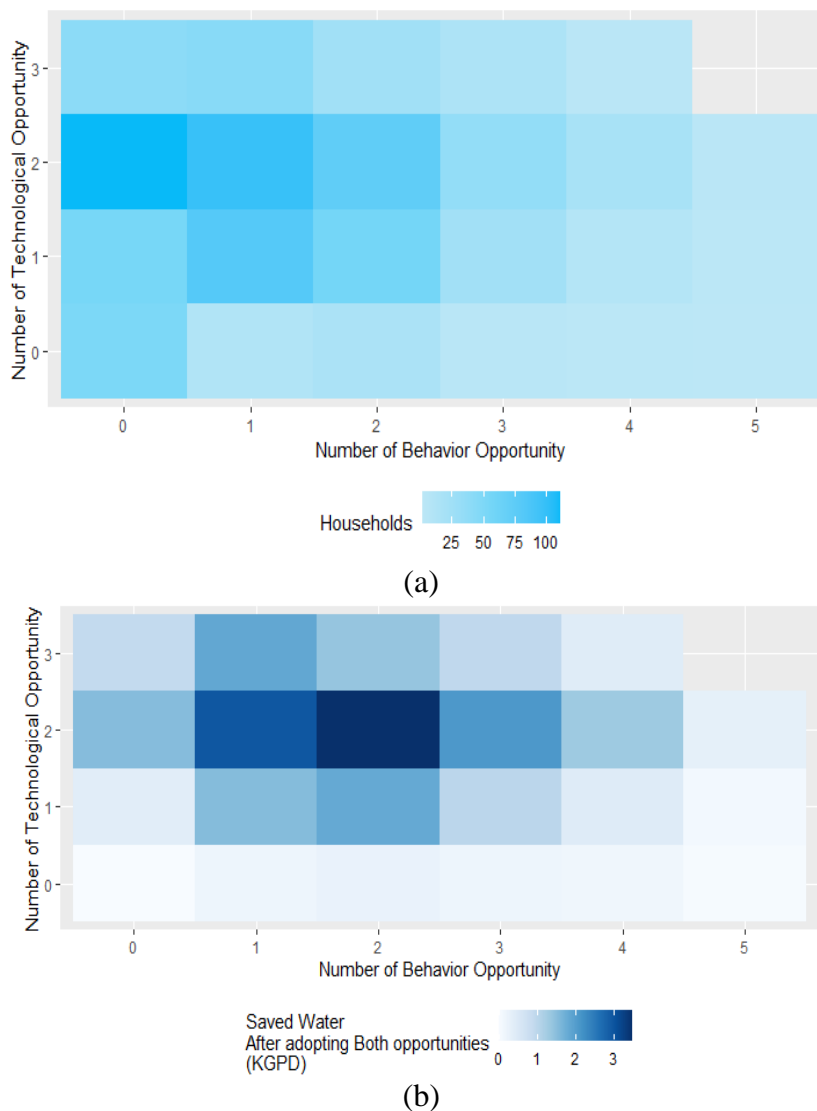 Number of Technological Opportunity
3
2
1
0
0 1 2 3 4 5
Number of Behavior Opportunity
Households
25 50 75 100
(a)
Number of Technological Opportunity
3
2
1
0
0 1 2 3 4 5
Number of Behavior Opportunity
Saved Water
After adopting Both opportunities
(KGPD)
0 1 2 3
(b)